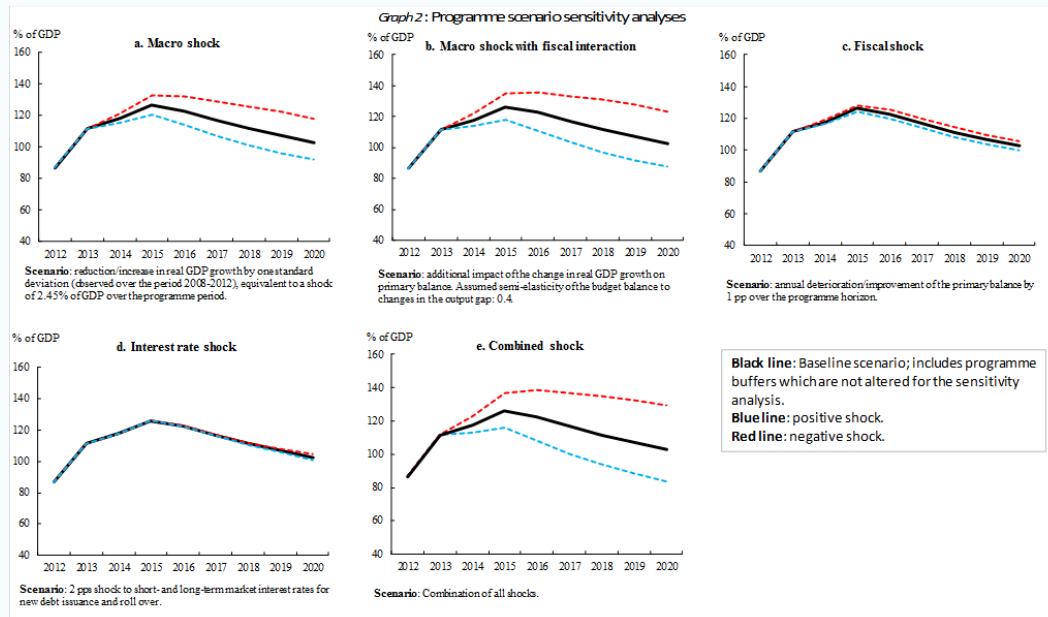 Graph 2: Programme scenario sensitivity analyses
% of GDP
a. Macro shock
160
140
120
100
80
60
40
2012 2013 2014 2015 2016 2017 2018 2019 2020
Scenario: reduction/increase in real GDP growth by one standard
deviation (observed over the period 2008-2012), equivalent to a shock
of 2.45% of GDP over the programme period.
% of GDP
b. Macro shock with fiscal interaction
160
140
120
100
80
60
40
2012 2013 2014 2015 2016 2017 2018 2019 2020
Scenario: additional impact of the change in real GDP growth on
primary balance. Assumed semi-elasticity of the budget balance to
changes in the output gap: 0.4.
% of GDP
c. Fiscal shock
160
140
120
100
80
60
40
2012 2013 2014 2015 2016 2017 2018 2019 2020
Scenario: annual deterioration/improvement of the primary balance by
1 pp over the programme horizon.
% of GDP
d. Interest rate shock
160
140
120
100
80
60
40
2012 2013 2014 2015 2016 2017 2018 2019 2020
Scenario: 2 pps shock to short- and long-term market interest rates for
new debt issuance and roll over.
% of GDP
e. Combined shock
160
140
120
100
80
60
40
2012 2013 2014 2015 2016 2017 2018 2019 2020
Scenario: Combination of all shocks.
Black line: Baseline scenario; includes programme
buffers which are not altered for the sensitivity
analysis.
Blue line: positive shock.
Red line: negative shock.